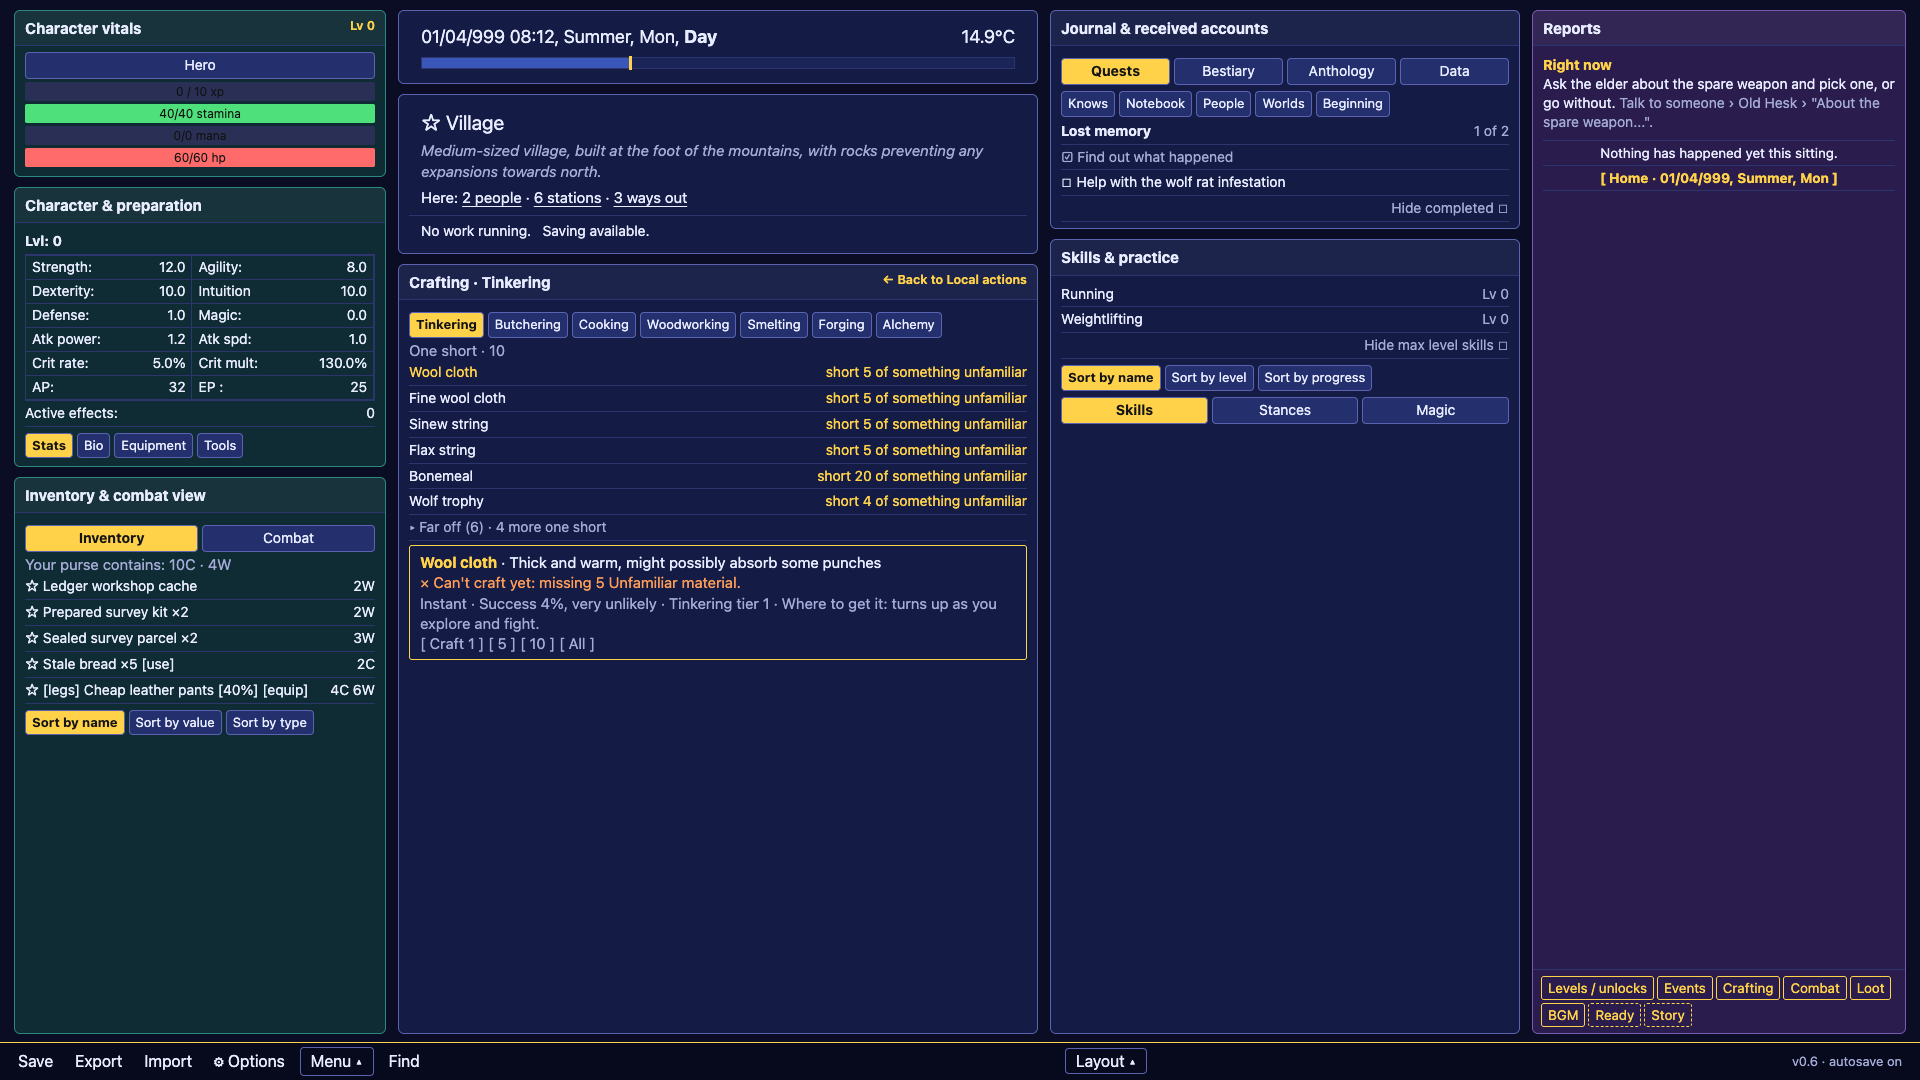 Character vitals
Lv 0
Hero
0 / 10 xp
40/40 stamina
0/0 mana
60/60 hp
Character & preparation
Lvl: 0
Strength: 12.0 Agility: 8.0
Dexterity: 10.0 Intuition 10.0
Defense: 1.0 Magic: 0.0
Atk power: 1.2 Atk spd: 1.0
Crit rate: 5.0% Crit mult: 130.0%
AP: 32 EP : 25
Active effects: 0
Stats Bio Equipment Tools
Inventory & combat view
Inventory Combat
Your purse contains: 10C · 4W
☆ Ledger workshop cache 2W
☆ Prepared survey kit ×2 2W
☆ Sealed survey parcel ×2 3W
☆ Stale bread ×5 [use] 2C
☆ [legs] Cheap leather pants [40%] [equip] 4C 6W
Sort by name Sort by value Sort by type
01/04/999 08:12, Summer, Mon, Day 14.9°C
☆ Village
Medium-sized village, built at the foot of the mountains, with rocks preventing any
expansions towards north.
Here: 2 people · 6 stations · 3 ways out
No work running. Saving available.
Crafting · Tinkering ← Back to Local actions
Tinkering Butchering Cooking Woodworking Smelting Forging Alchemy
One short · 10
Wool cloth short 5 of something unfamiliar
Fine wool cloth short 5 of something unfamiliar
Sinew string short 5 of something unfamiliar
Flax string short 5 of something unfamiliar
Bonemeal short 20 of something unfamiliar
Wolf trophy short 4 of something unfamiliar
▸ Far off (6) · 4 more one short
Wool cloth · Thick and warm, might possibly absorb some punches
× Can't craft yet: missing 5 Unfamiliar material.
Instant · Success 4%, very unlikely · Tinkering tier 1 · Where to get it: turns up as you
explore and fight.
[ Craft 1 ] [ 5 ] [ 10 ] [ All ]
Journal & received accounts
Quests Bestiary Anthology Data
Knows Notebook People Worlds Beginning
Lost memory 1 of 2
☑ Find out what happened
☐ Help with the wolf rat infestation
Hide completed ☐
Skills & practice
Running Lv 0
Weightlifting Lv 0
Hide max level skills ☐
Sort by name Sort by level Sort by progress
Skills Stances Magic
Reports
Right now
Ask the elder about the spare weapon and pick one, or
go without. Talk to someone › Old Hesk › "About the
spare weapon...".
Nothing has happened yet this sitting.
[ Home · 01/04/999, Summer, Mon ]
Levels / unlocks Events Crafting Combat Loot
BGM Ready Story
Save Export Import ⚙ Options Menu ▴ Find Layout ▴ v0.6 · autosave on